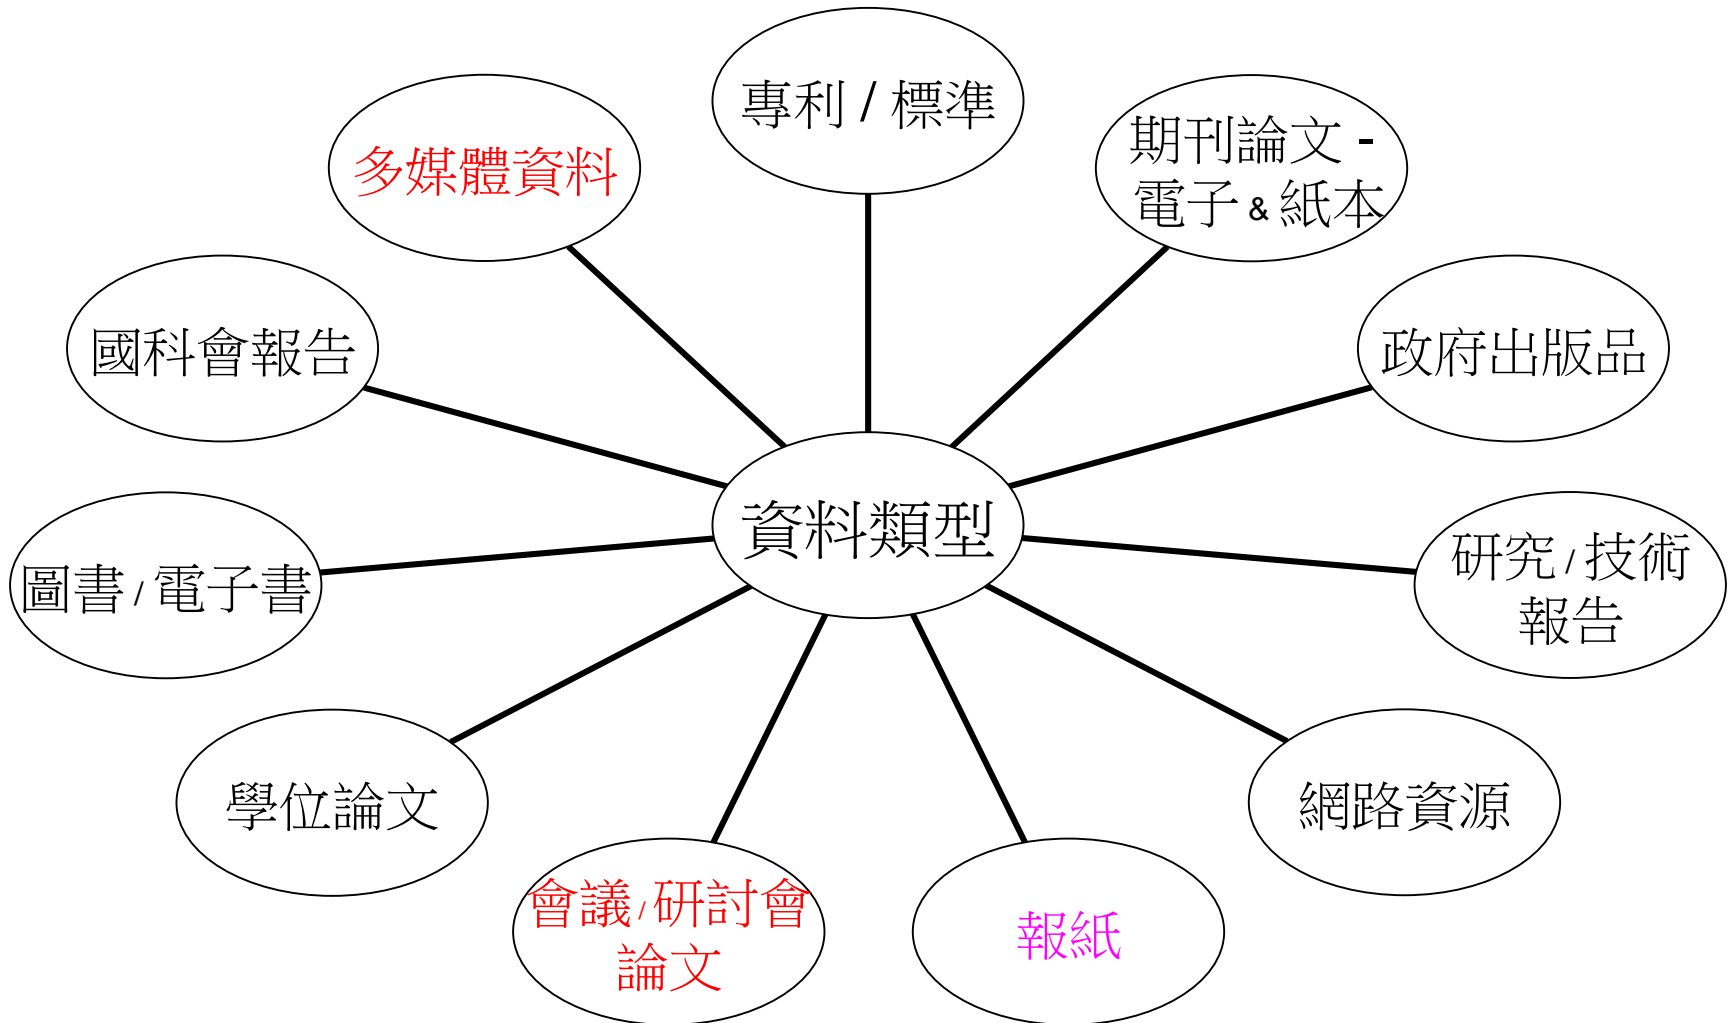 專利 / 標準
期刊論文 -
電子 & 紙本
多媒體資料
國科會報告
政府出版品
資料類型
研究 / 技術
報告
圖書 / 電子書
學位論文
網路資源
會議 / 研討會
論文
報紙